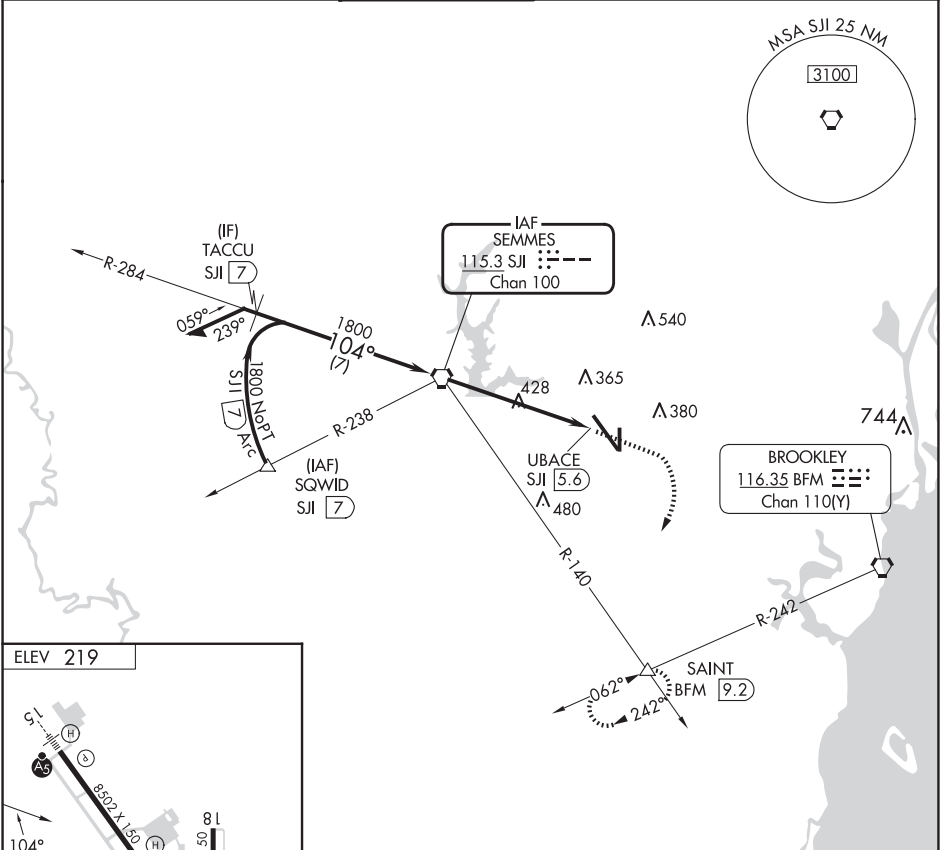 MSA SJI 25 NM
3100
(IF)
TACCU
SJI 7
IAF
SEMMES
115.3 SJI
Chan 100
R-284
059°
239°
1800
104°
(7)
1800 NoPT
SJI 7 Arc
R-238
(IAF)
SQWID
SJI 7
540
428
365
380
744
UBACE
SJI 5.6
480
BROOKLEY
116.35 BFM
Chan 110(Y)
R-140
R-242
SAINT
BFM 9.2
062°
242°
ELEV 219
15
H
P
A5
8502 X 150
H
18
50
104°